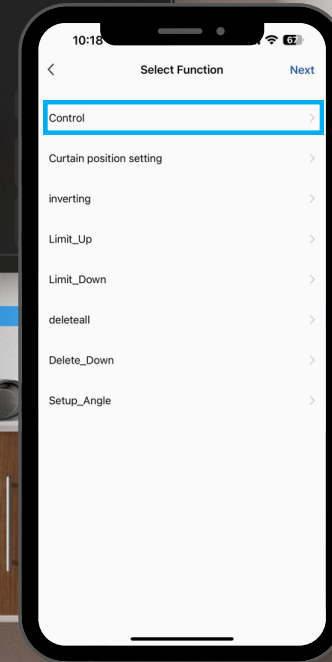 10:18
67
Select Function
Next
Control
Curtain position setting
inverting
Limit_Up
Limit_Down
deleteall
Delete_Down
Setup_Angle